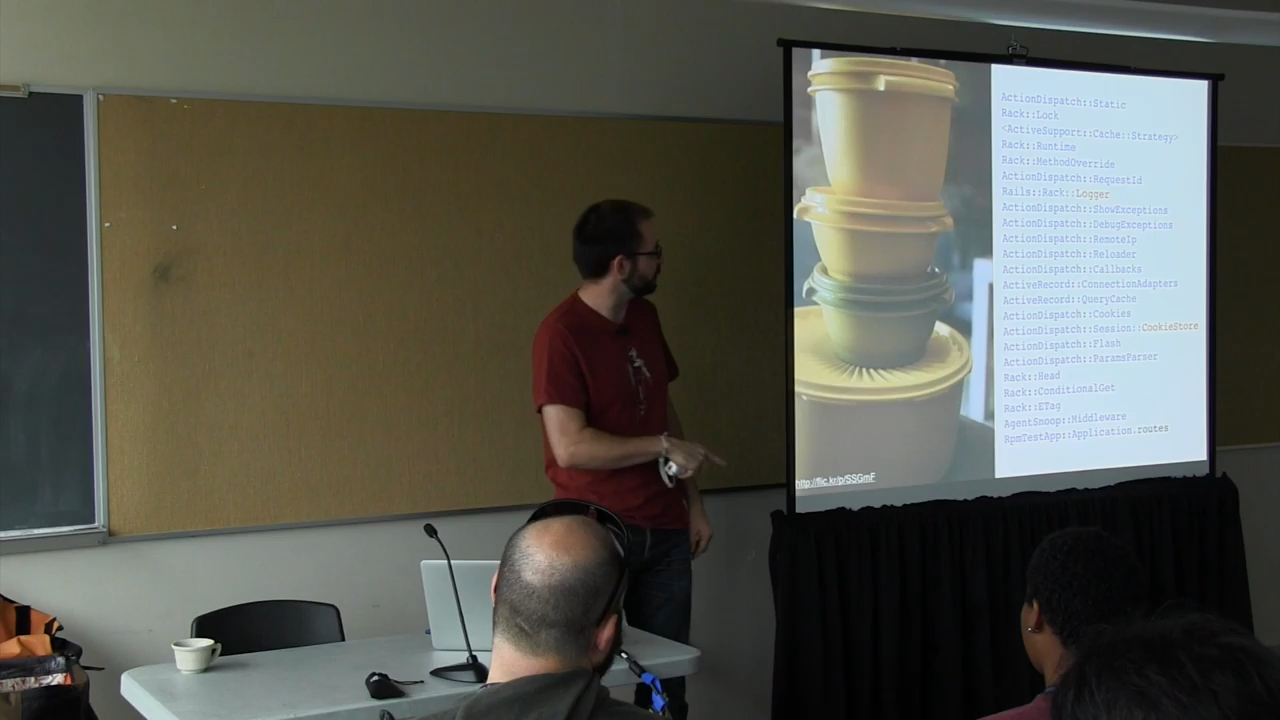 ActionDispatch::Static
Rack::Lock
<ActiveSupport::Cache::Strategy>
Rack::Runtime
Rack::MethodOverride
ActionDispatch::RequestId
Rails::Rack::Logger
ActionDispatch::ShowExceptions
ActionDispatch::DebugExceptions
ActionDispatch::RemoteIp
ActionDispatch::Reloader
ActionDispatch::Callbacks
ActiveRecord::ConnectionAdapters
ActiveRecord::QueryCache
ActionDispatch::Cookies
ActionDispatch::Session::CookieStore
ActionDispatch::Flash
ActionDispatch::ParamsParser
Rack::Head
Rack::ConditionalGet
Rack::ETag
AgentSnoop::Middleware
RpmTestApp::Application.routes
http://flic.kr/p/SSGmF